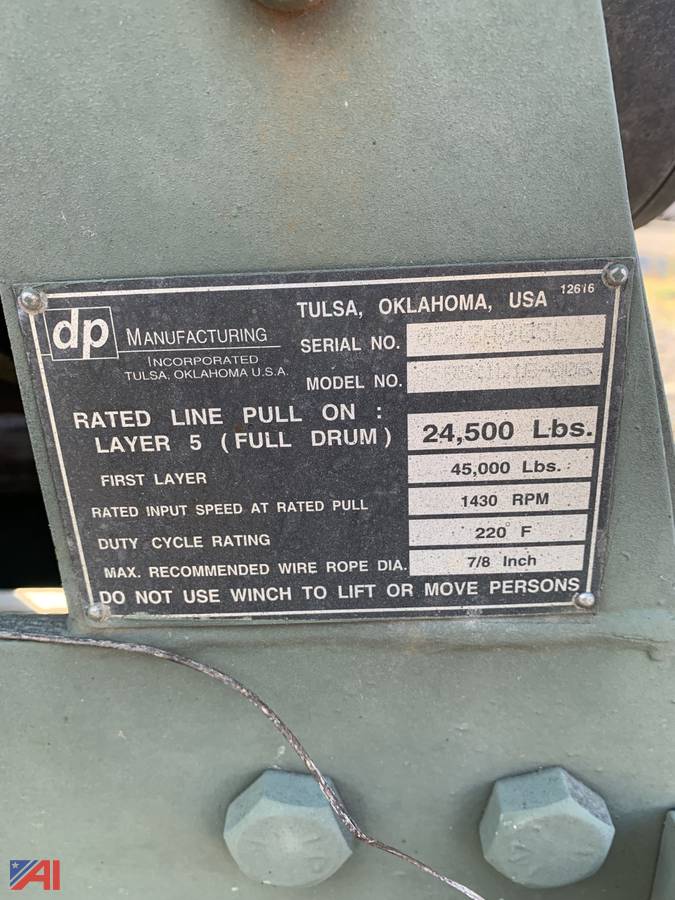 TULSA, OKLAHOMA, USA 12616
dp MANUFACTURING
INCORPORATED
TULSA, OKLAHOMA U.S.A.
SERIAL NO.
MODEL NO.
RATED LINE PULL ON :
LAYER 5 (FULL DRUM) 24,500 Lbs.
FIRST LAYER 45,000 Lbs.
RATED INPUT SPEED AT RATED PULL 1430 RPM
DUTY CYCLE RATING 220° F
MAX. RECOMMENDED WIRE ROPE DIA. 7/8 Inch
DO NOT USE WINCH TO LIFT OR MOVE PERSONS
AI